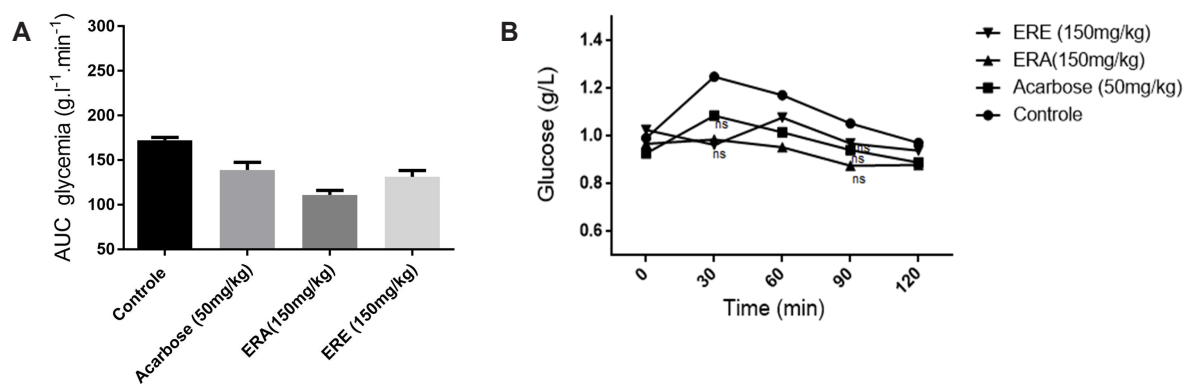 A
AUC glycemia (g.l⁻¹.min⁻¹)
300
250
200
150
100
50
Controle
Acarbose (50mg/kg)
ERA(150mg/kg)
ERE (150mg/kg)
B
Glucose (g/L)
1.4
1.2
1.0
0.8
0.6
ns
ns
ns
ns
ns
0
30
60
90
120
Time (min)
ERE (150mg/kg)
ERA(150mg/kg)
Acarbose (50mg/kg)
Controle